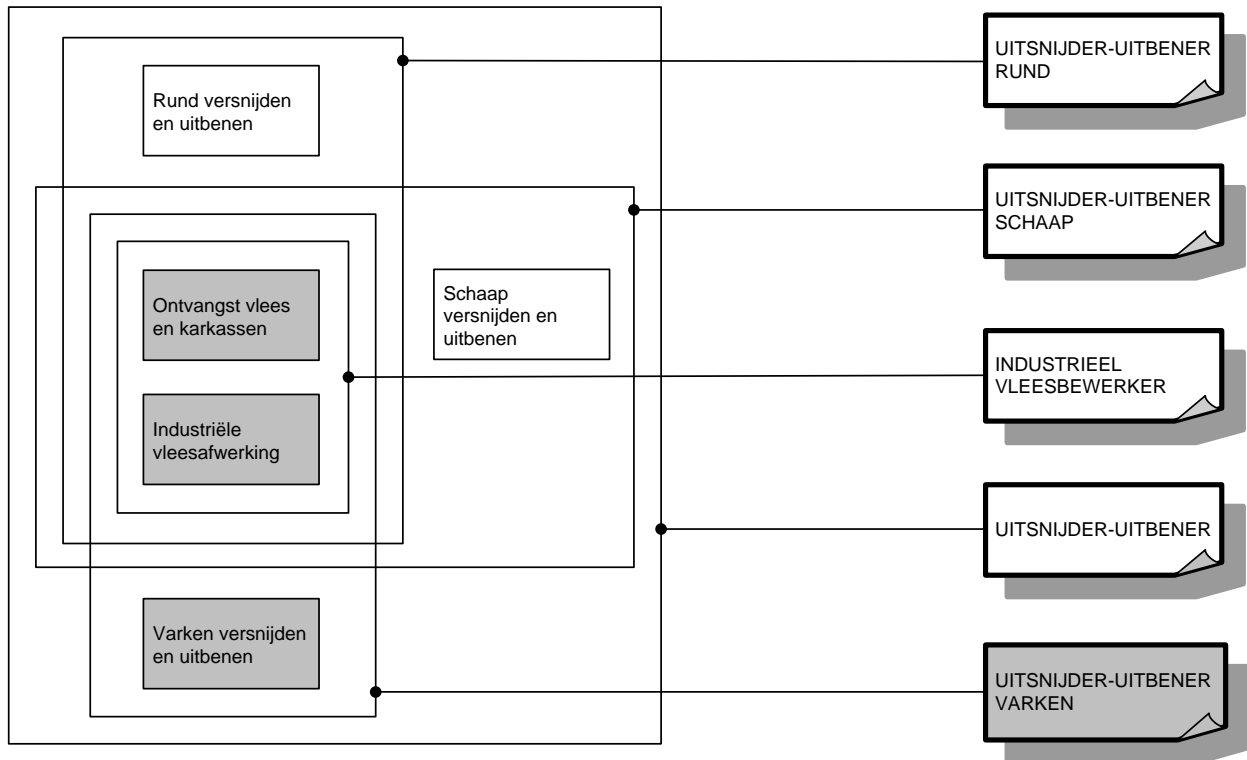 UITSNIJDER-UITBENER
RUND
Rund versnijden
en uitbenen
UITSNIJDER-UITBENER
SCHAAP
Ontvangst vlees
en karkassen
Schaap
versnijden en
uitbenen
INDUSTRIEEL
VLEESBEWERKER
Industriële
vleesafwerking
UITSNIJDER-UITBENER
Varken versnijden
en uitbenen
UITSNIJDER-UITBENER
VARKEN